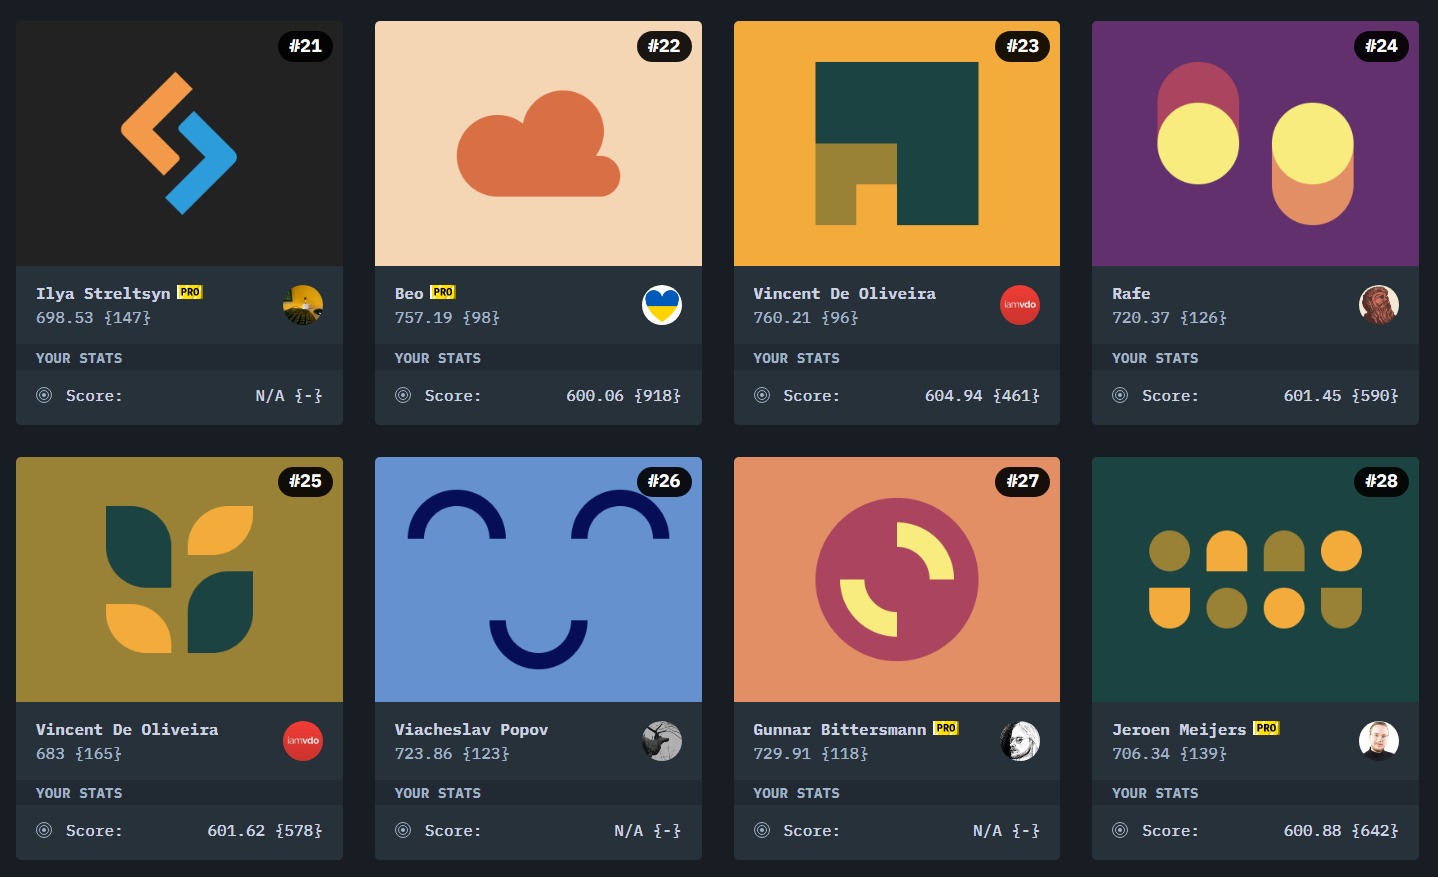 #21
Ilya Streltsyn PRO
698.53 {147}
YOUR STATS
Score: N/A {-}
#22
Beo PRO
757.19 {98}
YOUR STATS
Score: 600.06 {918}
#23
Vincent De Oliveira
760.21 {96}
iamvdo
YOUR STATS
Score: 604.94 {461}
#24
Rafe
720.37 {126}
YOUR STATS
Score: 601.45 {590}
#25
Vincent De Oliveira
683 {165}
iamvdo
YOUR STATS
Score: 601.62 {578}
#26
Viacheslav Popov
723.86 {123}
YOUR STATS
Score: N/A {-}
#27
Gunnar Bittersmann PRO
729.91 {118}
YOUR STATS
Score: N/A {-}
#28
Jeroen Meijers PRO
706.34 {139}
YOUR STATS
Score: 600.88 {642}